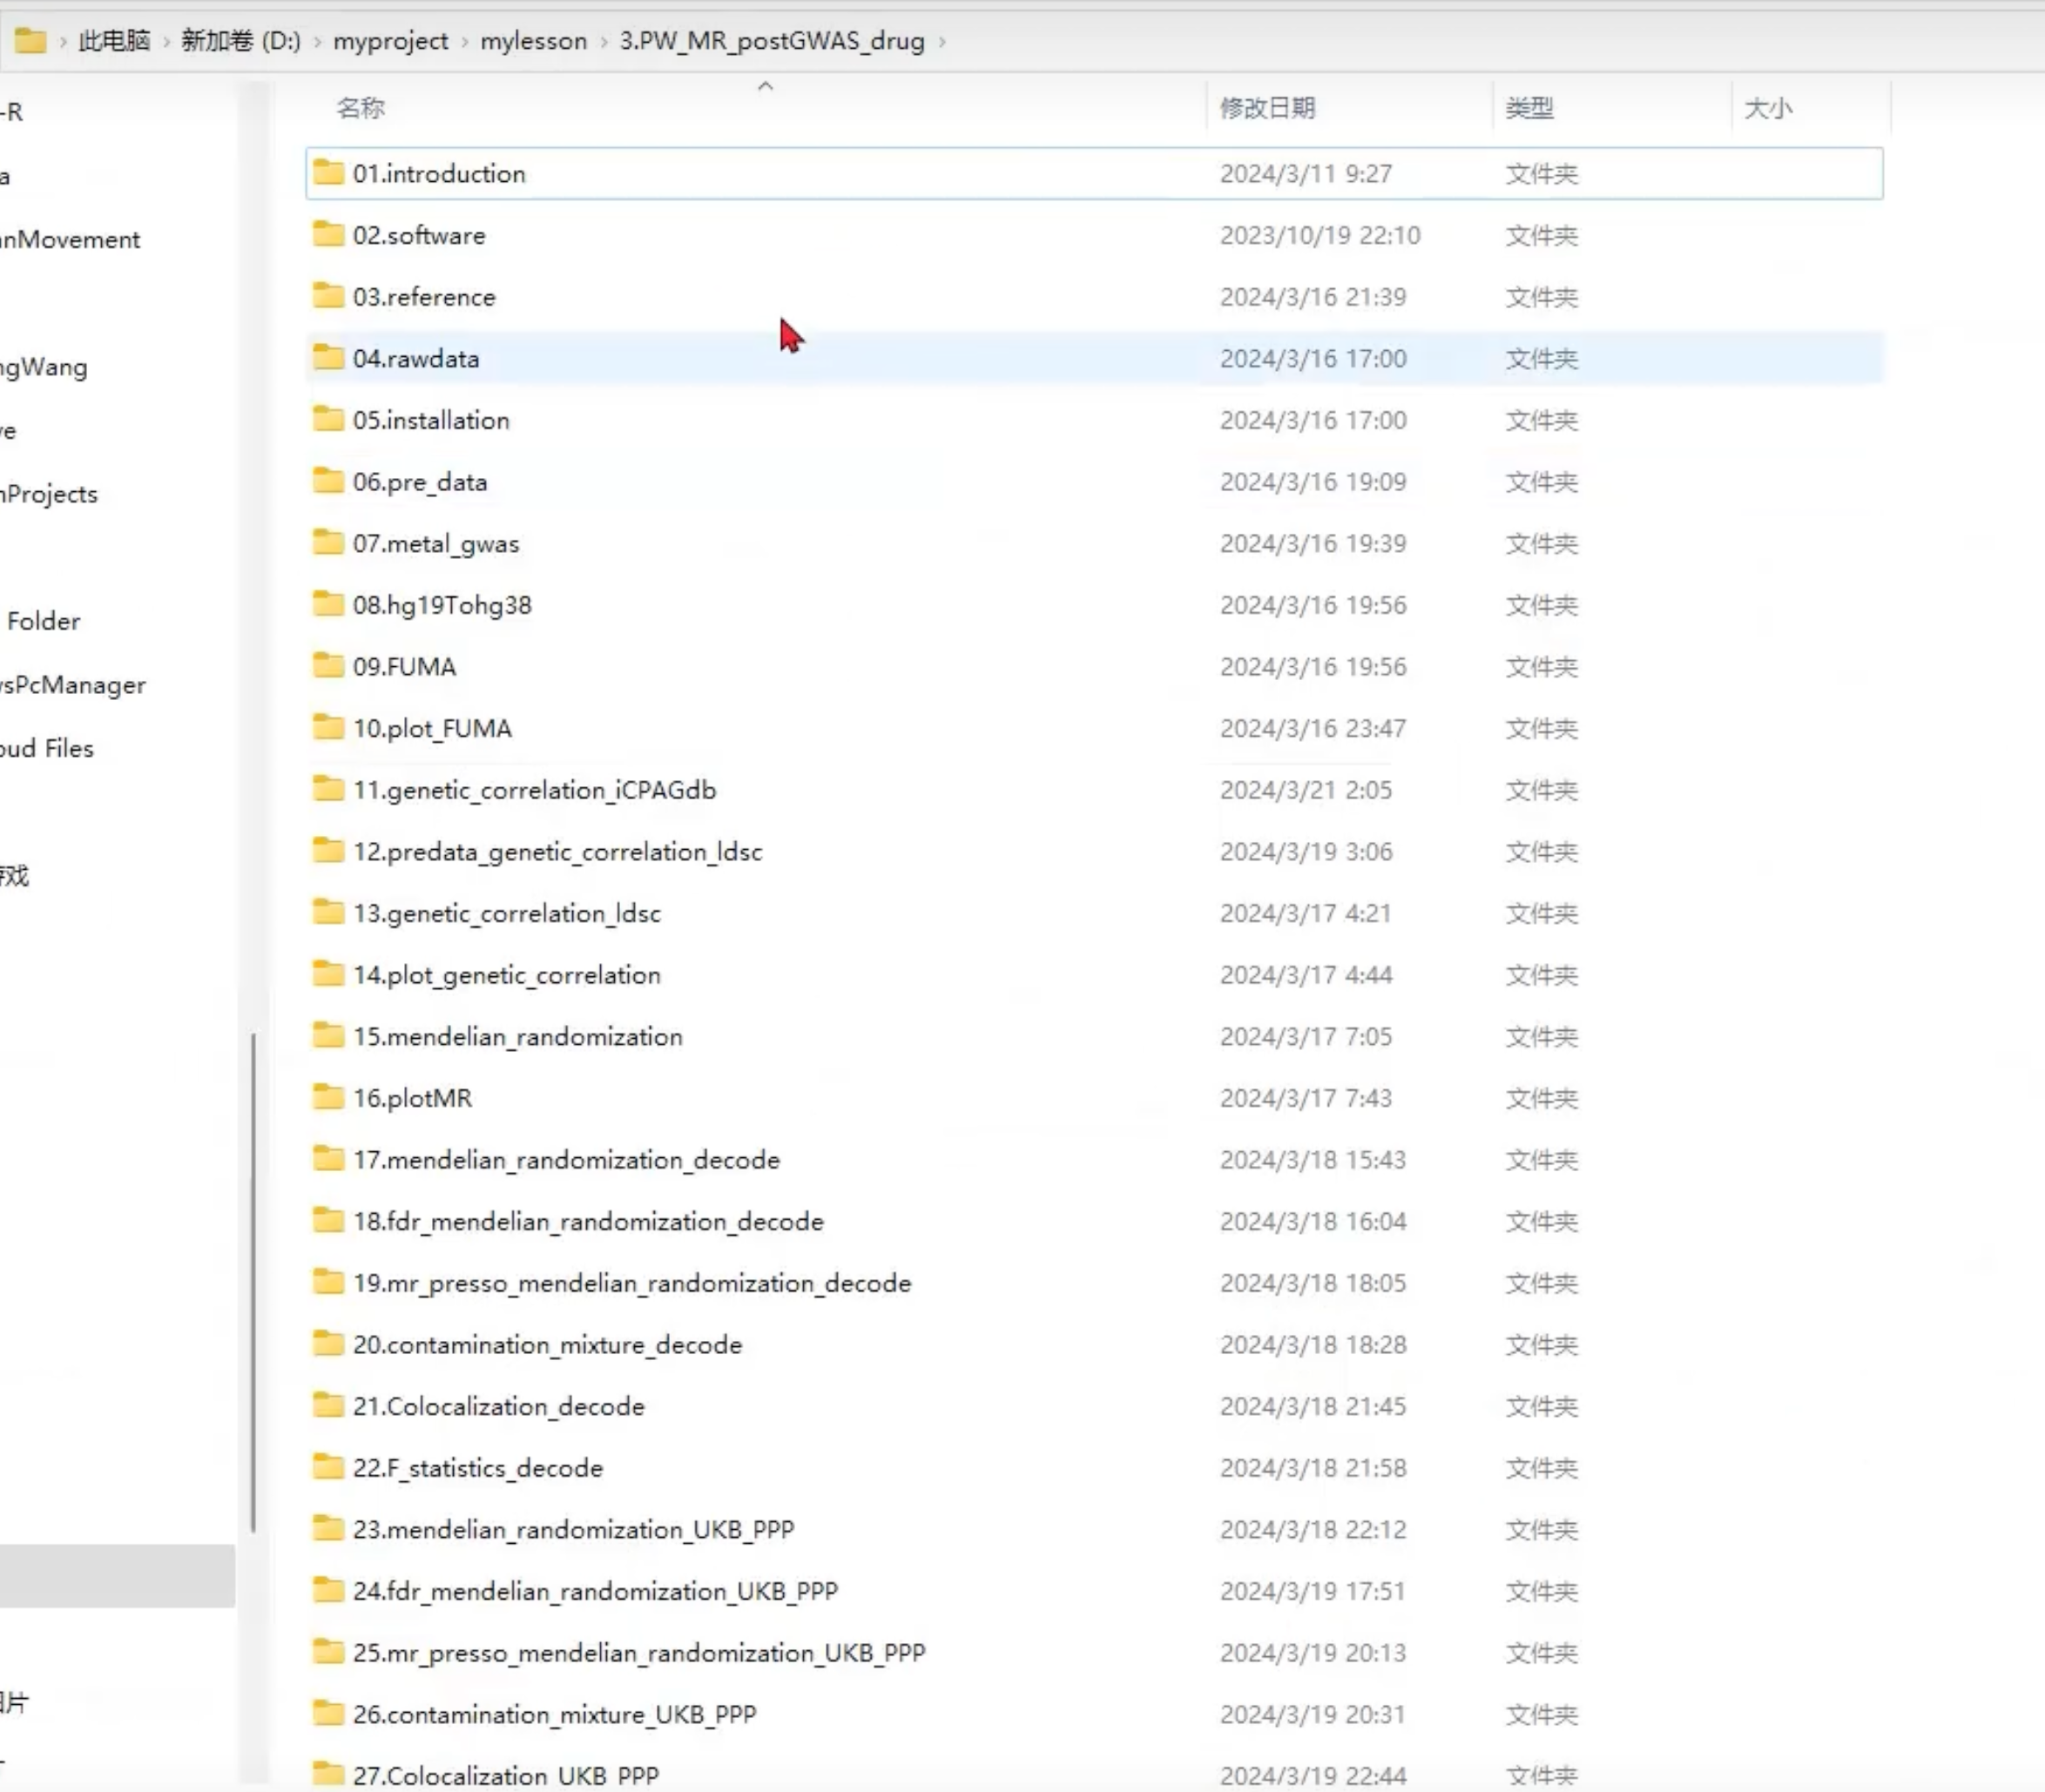 此电脑 › 新加卷 (D:) › myproject › mylesson › 3.PW_MR_postGWAS_drug ›
名称 修改日期 类型 大小
-R
a
nMovement
ngWang
ve
nProjects
Folder
vsPcManager
oud Files
游戏
图片
01.introduction 2024/3/11 9:27 文件夹
02.software 2023/10/19 22:10 文件夹
03.reference 2024/3/16 21:39 文件夹
04.rawdata 2024/3/16 17:00 文件夹
05.installation 2024/3/16 17:00 文件夹
06.pre_data 2024/3/16 19:09 文件夹
07.metal_gwas 2024/3/16 19:39 文件夹
08.hg19Tohg38 2024/3/16 19:56 文件夹
09.FUMA 2024/3/16 19:56 文件夹
10.plot_FUMA 2024/3/16 23:47 文件夹
11.genetic_correlation_iCPAGdb 2024/3/21 2:05 文件夹
12.predata_genetic_correlation_ldsc 2024/3/19 3:06 文件夹
13.genetic_correlation_ldsc 2024/3/17 4:21 文件夹
14.plot_genetic_correlation 2024/3/17 4:44 文件夹
15.mendelian_randomization 2024/3/17 7:05 文件夹
16.plotMR 2024/3/17 7:43 文件夹
17.mendelian_randomization_decode 2024/3/18 15:43 文件夹
18.fdr_mendelian_randomization_decode 2024/3/18 16:04 文件夹
19.mr_presso_mendelian_randomization_decode 2024/3/18 18:05 文件夹
20.contamination_mixture_decode 2024/3/18 18:28 文件夹
21.Colocalization_decode 2024/3/18 21:45 文件夹
22.F_statistics_decode 2024/3/18 21:58 文件夹
23.mendelian_randomization_UKB_PPP 2024/3/18 22:12 文件夹
24.fdr_mendelian_randomization_UKB_PPP 2024/3/19 17:51 文件夹
25.mr_presso_mendelian_randomization_UKB_PPP 2024/3/19 20:13 文件夹
26.contamination_mixture_UKB_PPP 2024/3/19 20:31 文件夹
27.Colocalization_UKB_PPP 2024/3/19 22:44 文件夹